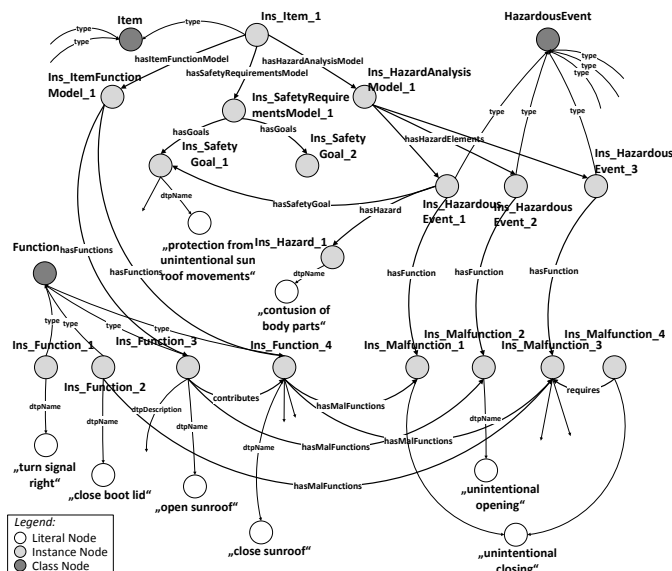 Item
Ins_Item_1
HazardousEvent
type
type
type
type
type
type
hasItemFunctionModel
hasHazardAnalysisModel
hasSafetyRequirementsModel
Ins_ItemFunction
Model_1
Ins_HazardAnalysis
Model_1
Ins_SafetyRequire
mentsModel_1
type
type
type
hasGoals
hasGoals
hasHazardElements
Ins_Safety
Goal_1
Ins_Safety
Goal_2
Ins_Hazardous
Event_3
dtpName
hasSafetyGoal
Ins_Hazardous
Event_1
Ins_Hazardous
Event_2
hasHazard
„protection from
unintentional sun
roof movements“
Ins_Hazard_1
Function
hasFunctions
hasFunctions
dtpName
hasFunction
hasFunction
hasFunction
„contusion of
body parts“
type
type
type
type
Ins_Function_1
Ins_Function_3
Ins_Function_4
Ins_Malfunction_1
Ins_Malfunction_2
Ins_Malfunction_3
Ins_Malfunction_4
Ins_Function_2
contributes
requires
dtpName
dtpName
dtpDescription
dtpName
dtpName
hasMalFunctions
hasMalFunctions
hasMalFunctions
hasMalFunctions
dtpName
„turn signal
right“
„close boot lid“
„open sunroof“
„close sunroof“
„unintentional
opening“
„unintentional
closing“
Legend:
Literal Node
Instance Node
Class Node